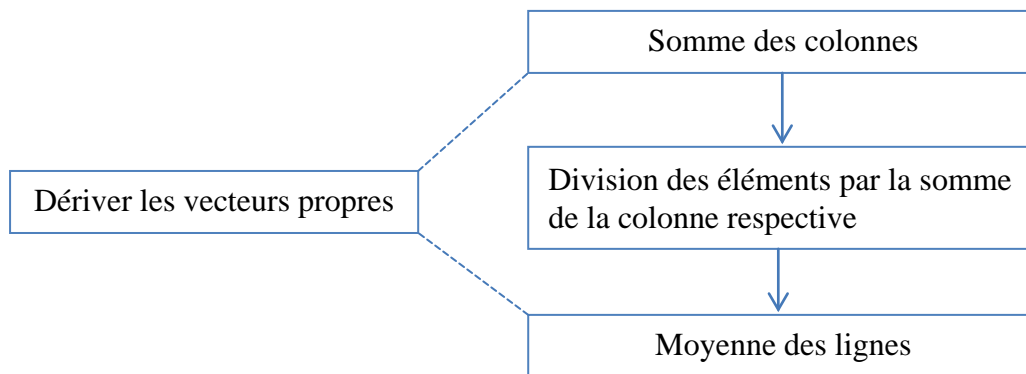 Somme des colonnes
Dériver les vecteurs propres
Division des éléments par la somme
de la colonne respective
Moyenne des lignes